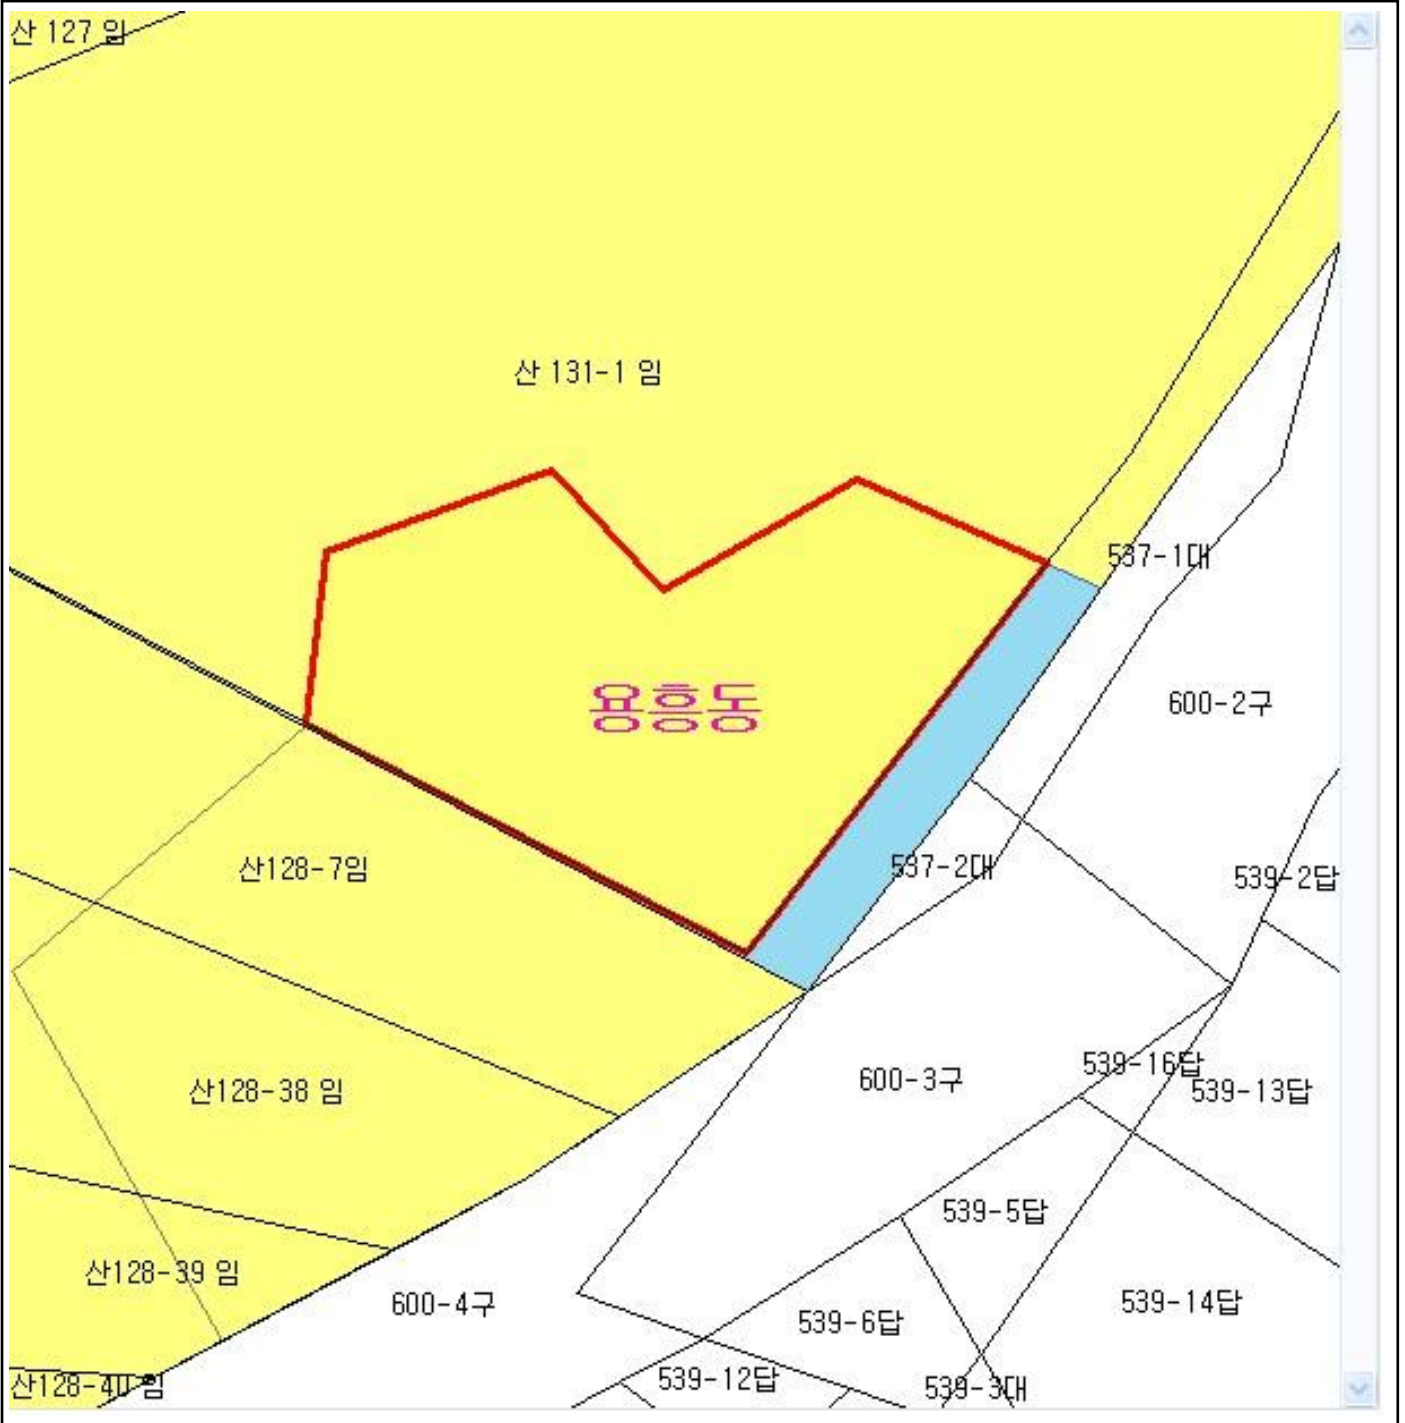 산 127 임
산 131-1 임
537-1대
용흥동
600-2구
산128-7임
537-2대
539-2답
600-3구
539-16답
산128-38 임
539-13답
539-5답
산128-39 임
600-4구
539-14답
539-6답
539-12답
539-3대
산128-40 임